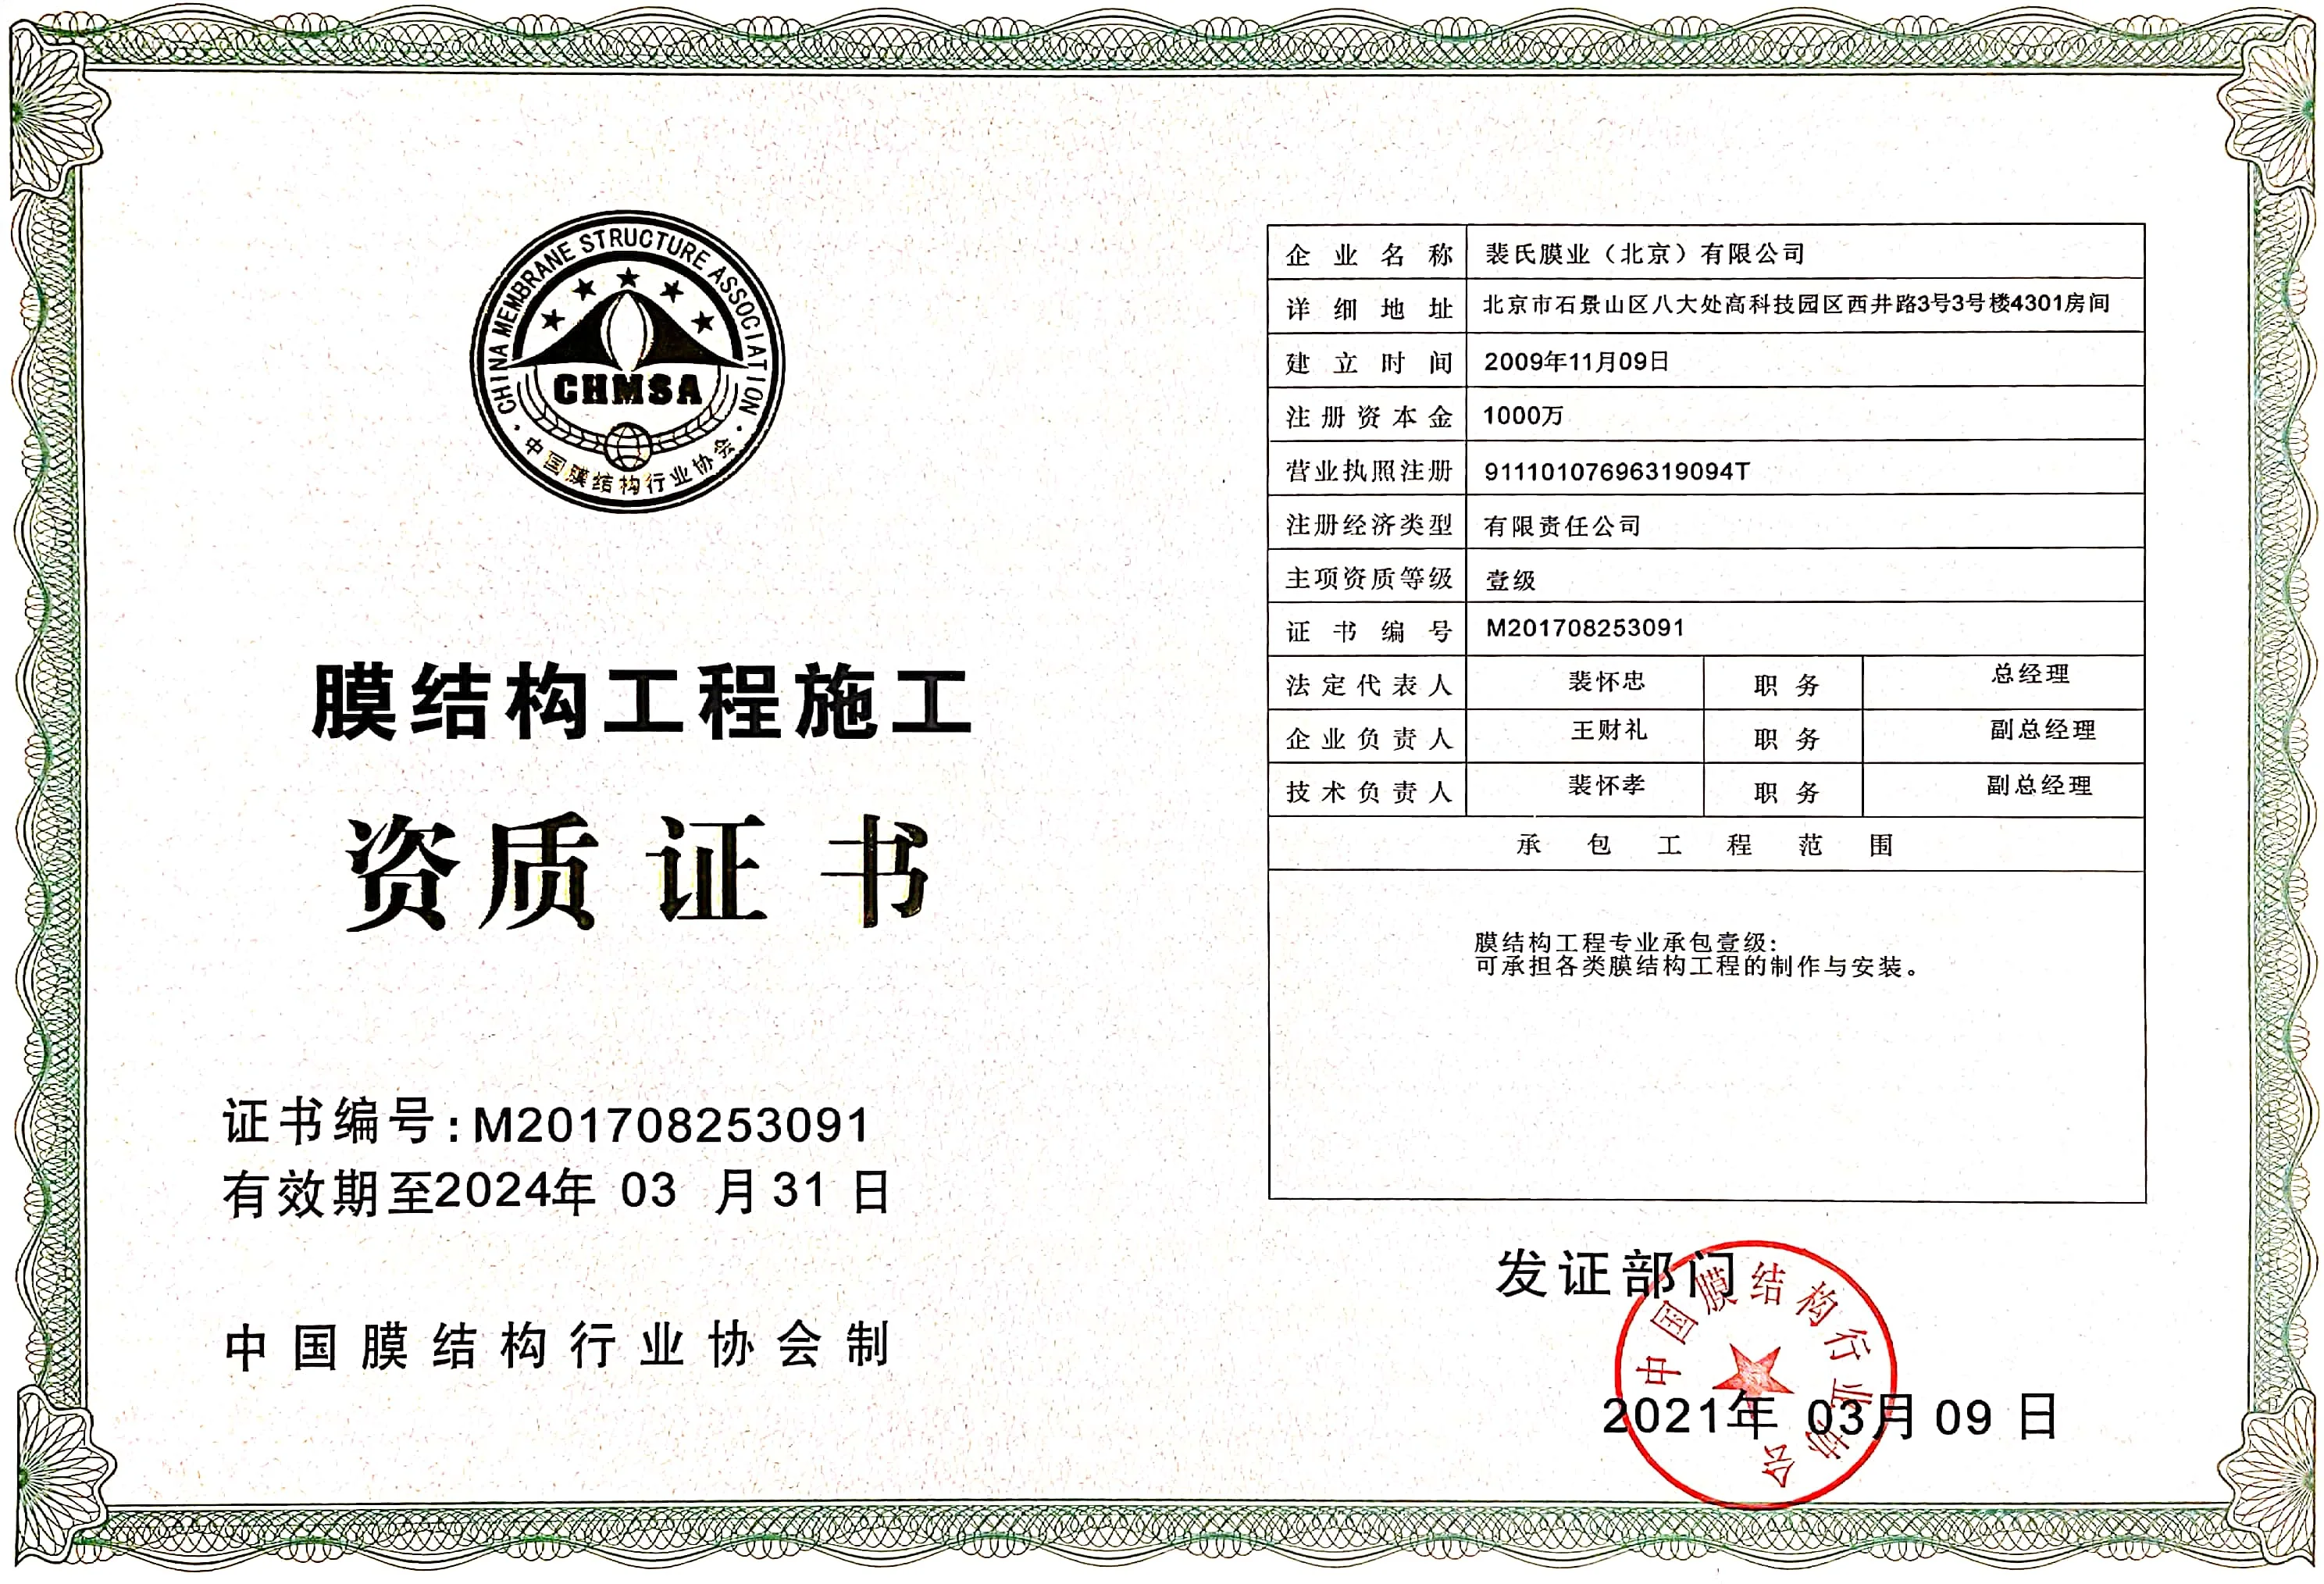 CHINA MEMBRANE STRUCTURE ASSOCIATION
CHMSA
中国膜结构行业协会
膜结构工程施工
资质证书
证书编号:M201708253091
有效期至2024年 03 月 31 日
中国膜结构行业协会制
企业名称 裴氏膜业（北京）有限公司
详细地址 北京市石景山区八大处高科技园区西井路3号3号楼4301房间
建立时间 2009年11月09日
注册资本金 1000万
营业执照注册 91110107696319094T
注册经济类型 有限责任公司
主项资质等级 壹级
证书编号 M201708253091
法定代表人 裴怀忠 职务 总经理
企业负责人 王财礼 职务 副总经理
技术负责人 裴怀孝 职务 副总经理
承包工程范围
膜结构工程专业承包壹级:
可承担各类膜结构工程的制作与安装。
发证部门
中国膜结构行业协会
2021年 03月 09 日